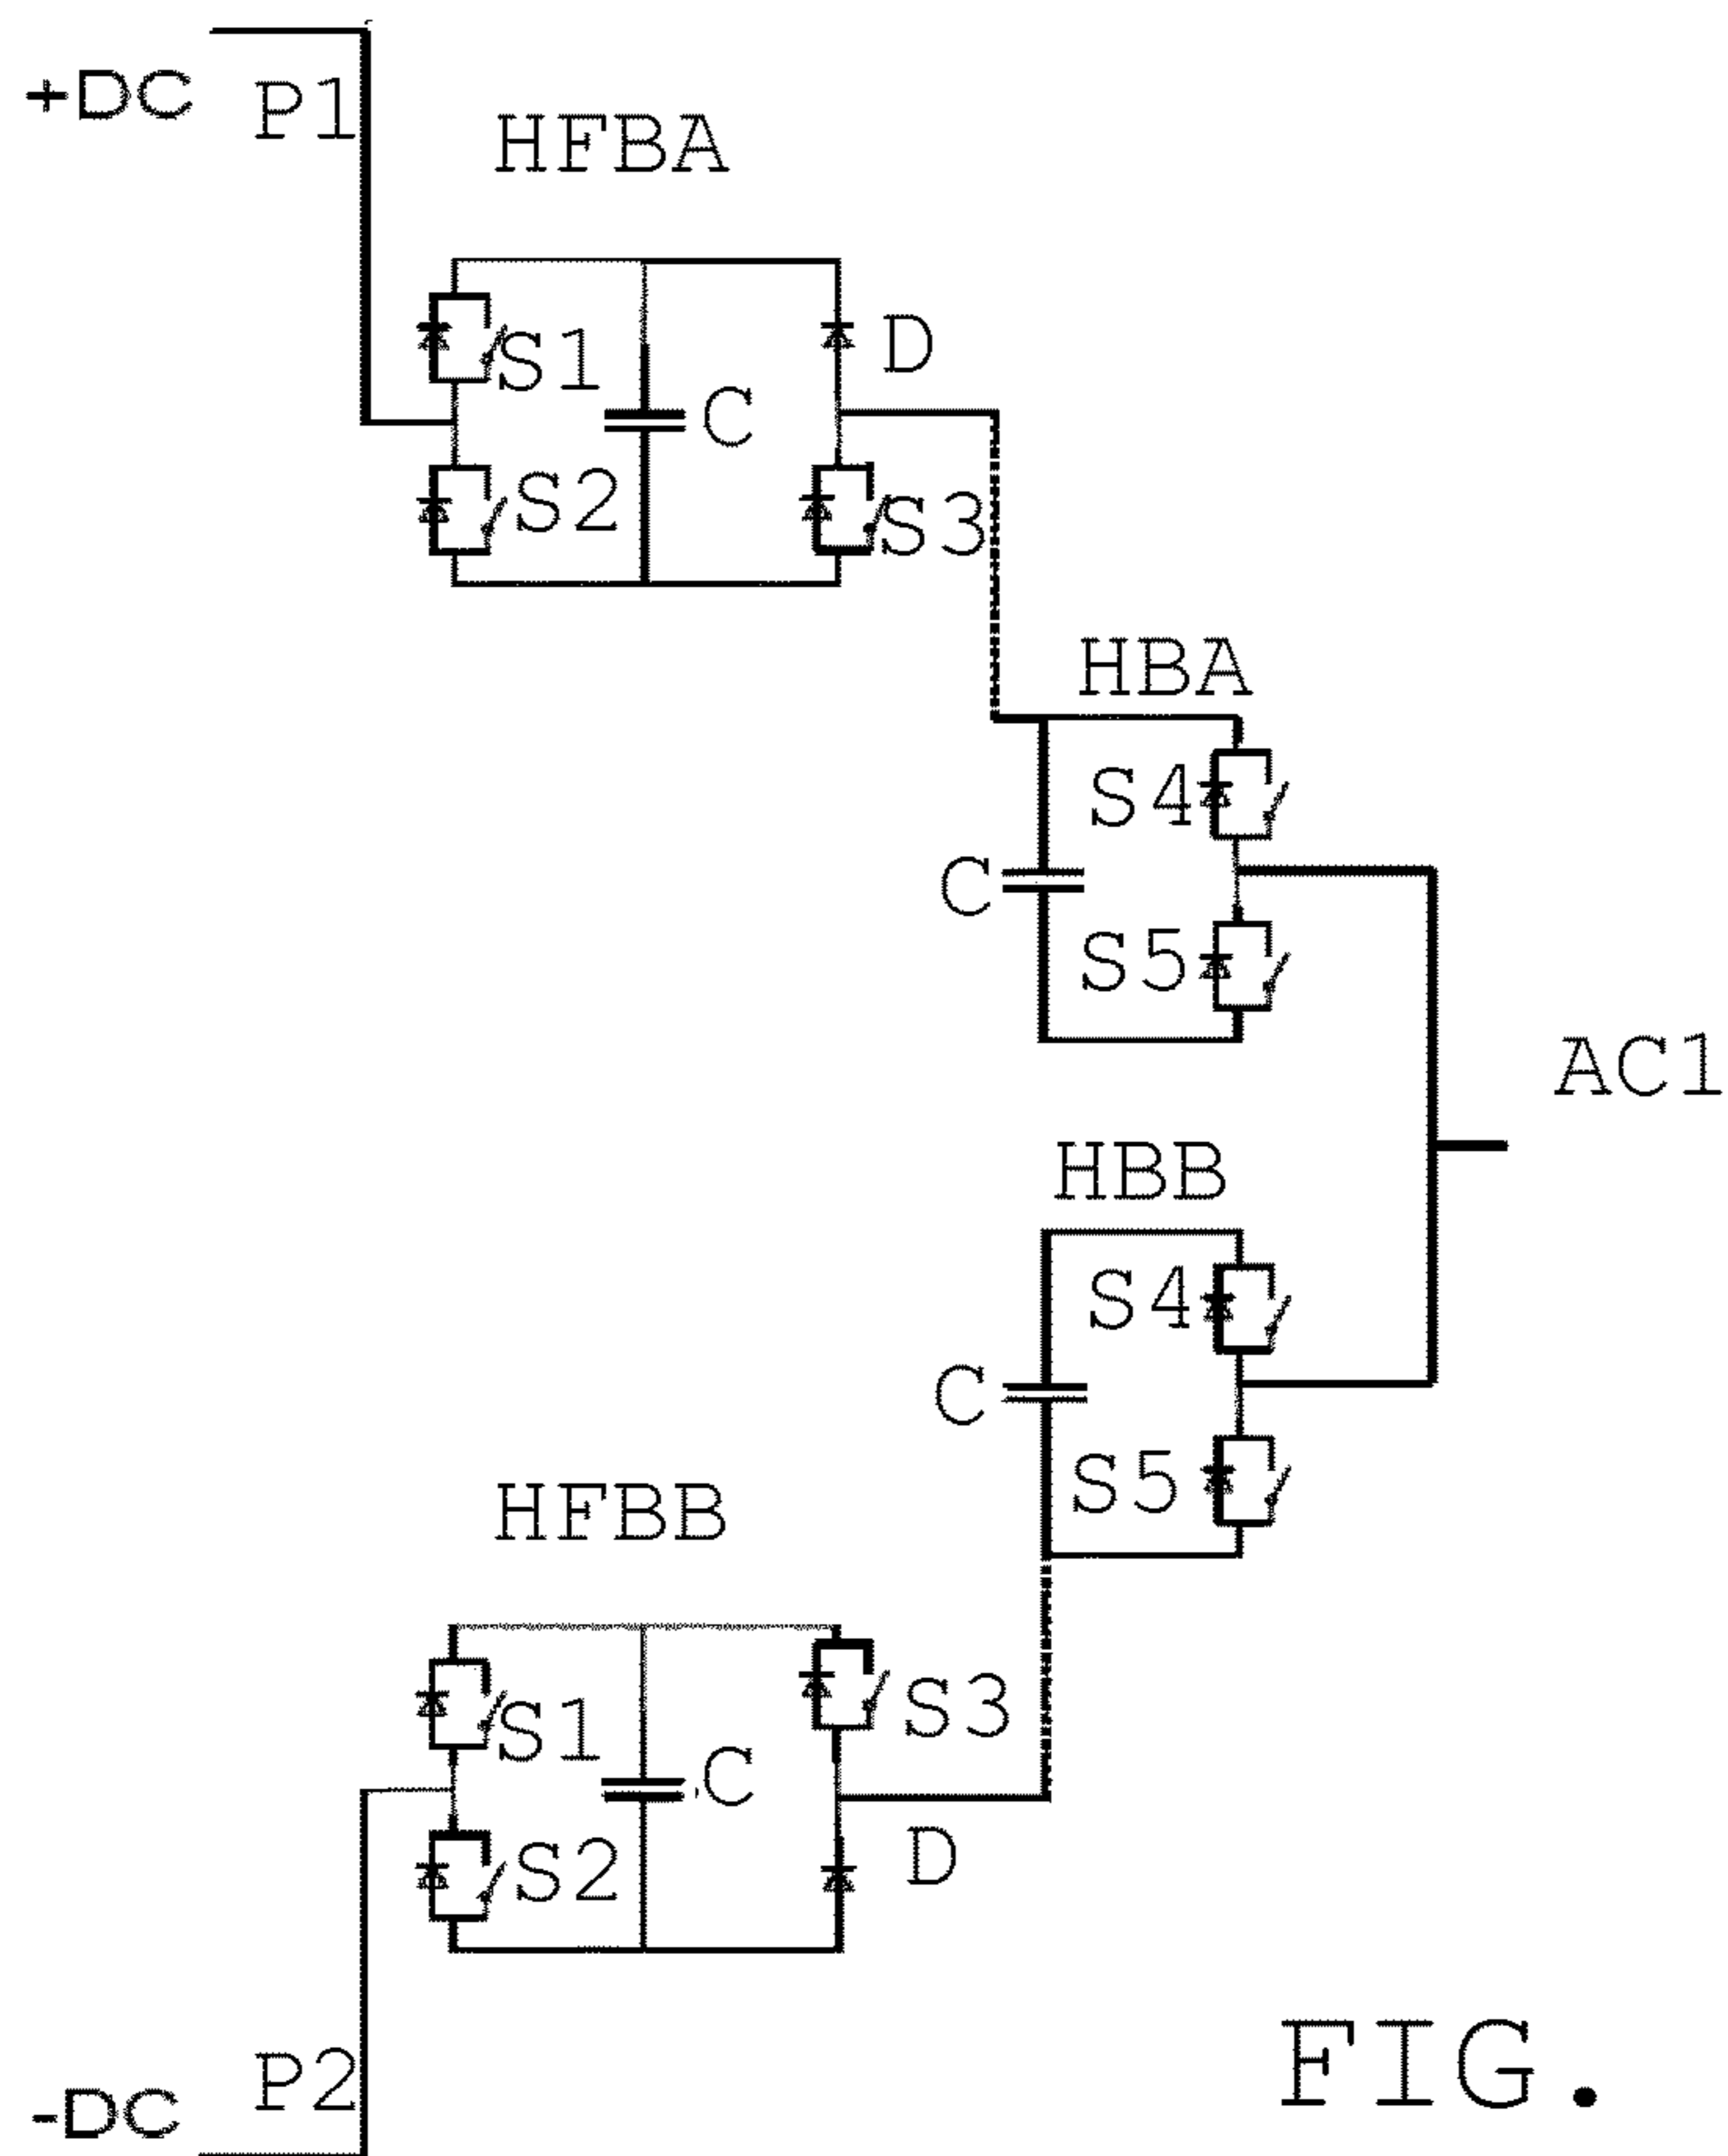 +DC
P1
HFBA
S1
D
C
S2
S3
HBA
S4
C
S5
AC1
HBB
S4
C
S5
HFBB
S1
S3
C
S2
D
P2
-DC
FIG.